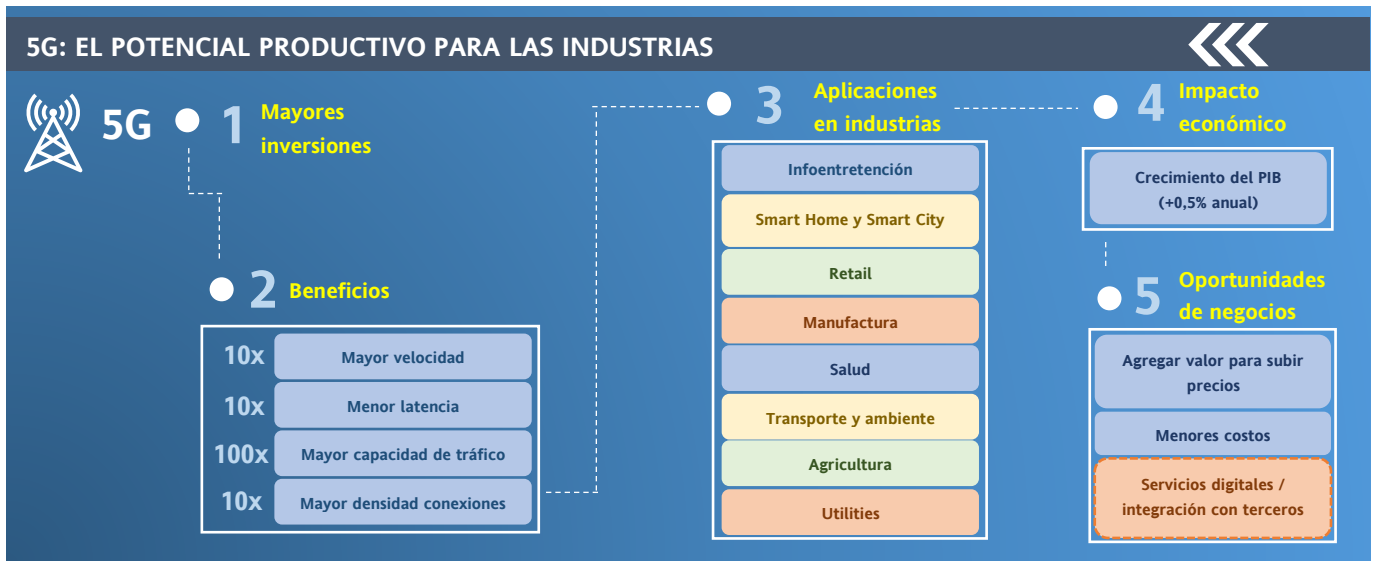 5G: EL POTENCIAL PRODUCTIVO PARA LAS INDUSTRIAS
5G
1
Mayores
inversiones
2
Beneficios
10x
Mayor velocidad
10x
Menor latencia
100x
Mayor capacidad de tráfico
10x
Mayor densidad conexiones
3
Aplicaciones
en industrias
Infoentretención
Smart Home y Smart City
Retail
Manufactura
Salud
Transporte y ambiente
Agricultura
Utilities
4
Impacto
económico
Crecimiento del PIB
(+0,5% anual)
5
Oportunidades
de negocios
Agregar valor para subir
precios
Menores costos
Servicios digitales /
integración con terceros